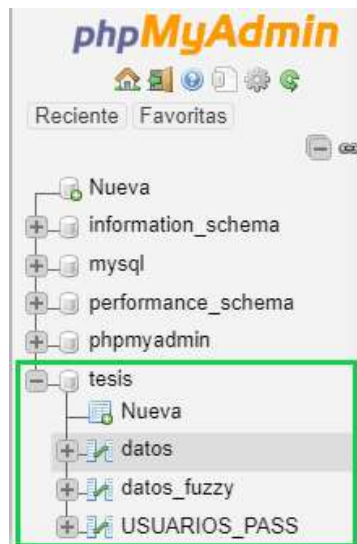 phpMyAdmin
Reciente Favoritas
Nueva
information_schema
mysql
performance_schema
phpmyadmin
tesis
Nueva
datos
datos_fuzzy
USUARIOS_PASS